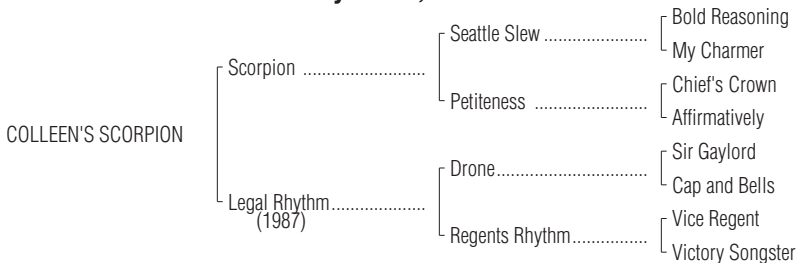 Bold Reasoning
Seattle Slew ........................
My Charmer
Scorpion ............................
Chief's Crown
Petiteness ..........................
Affirmatively
COLLEEN'S SCORPION
Sir Gaylord
Drone...................................
Cap and Bells
Legal Rhythm......................
(1987)
Vice Regent
Regents Rhythm.................
Victory Songster